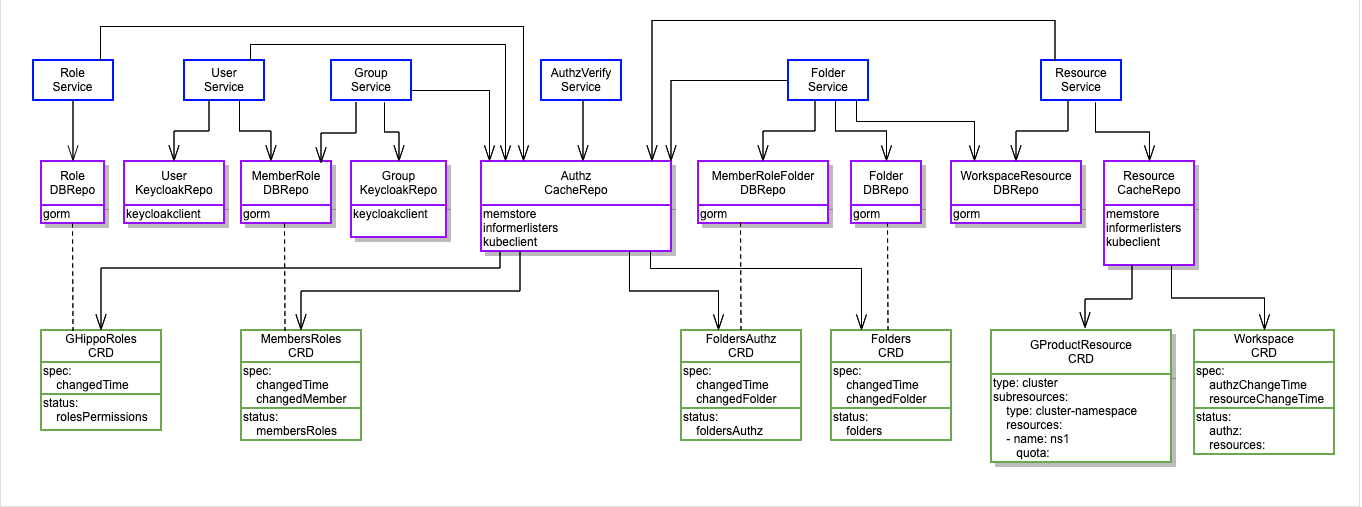 Role
Service
User
Service
Group
Service
AuthzVerify
Service
Folder
Service
Resource
Service
Role
DBRepo
gorm
User
KeycloakRepo
keycloakclient
MemberRole
DBRepo
gorm
Group
KeycloakRepo
keycloakclient
Authz
CacheRepo
memstore
informerlisters
kubeclient
MemberRoleFolder
DBRepo
gorm
Folder
DBRepo
gorm
WorkspaceResource
DBRepo
gorm
Resource
CacheRepo
memstore
informerlisters
kubeclient
GHippoRoles
CRD
spec:
changedTime
status:
rolesPermissions
MembersRoles
CRD
spec:
changedTime
changedMember
status:
membersRoles
FoldersAuthz
CRD
spec:
changedTime
changedFolder
status:
foldersAuthz
Folders
CRD
spec:
changedTime
changedFolder
status:
folders
GProductResource
CRD
type: cluster
subresources:
type: cluster-namespace
resources:
- name: ns1
quota:
Workspace
CRD
spec:
authzChangeTime
resourceChangeTime
status:
authz:
resources: